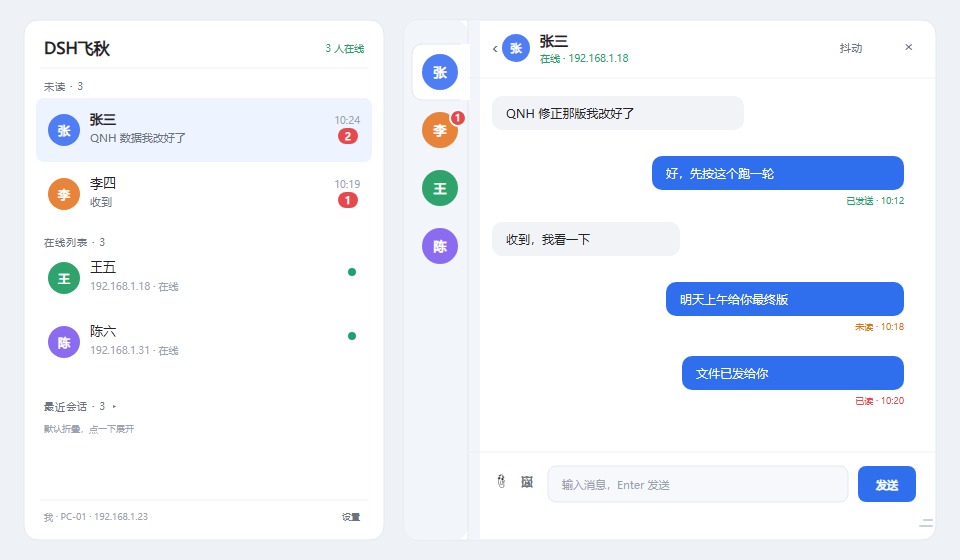 DSH飞秋
3 人在线
未读 · 3
张
张三
10:24
QNH 数据我改好了
2
李
李四
10:19
收到
1
在线列表 · 3
王
王五
192.168.1.18 · 在线
陈
陈六
192.168.1.31 · 在线
最近会话 · 3 ▸
默认折叠，点一下展开
我 · PC-01 · 192.168.1.23
设置
张
李
1
王
陈
‹
张
张三
在线 · 192.168.1.18
抖动
×
QNH 修正那版我改好了
好，先按这个跑一轮
已发送 · 10:12
收到，我看一下
明天上午给你最终版
未读 · 10:18
文件已发给你
已读 · 10:20
输入消息，Enter 发送
发送